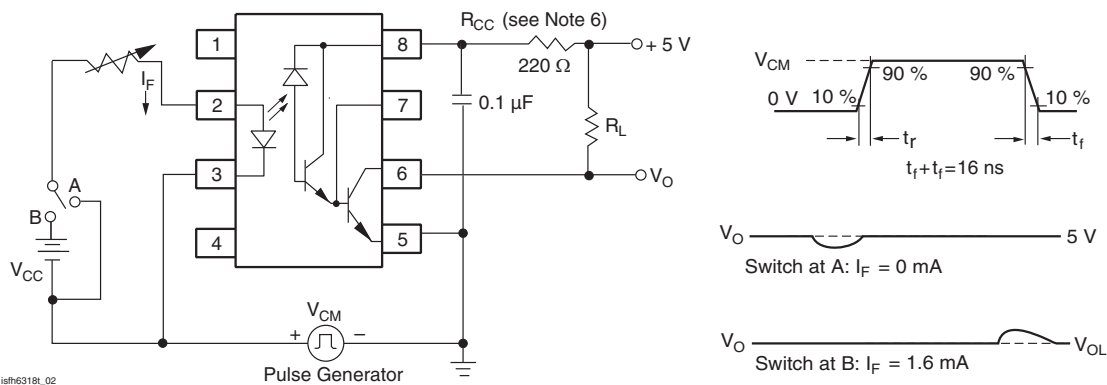 R_CC (see Note 6)
1
8
+ 5 V
220 Ω
I_F
2
7
0.1 µF
R_L
3
6
V_O
A
B
4
5
V_CC
V_CM
+
–
Pulse Generator
isfh6318t_02
V_CM
90 %
90 %
0 V
10 %
10 %
t_r
t_f
t_f+t_f=16 ns
V_O
5 V
Switch at A: I_F = 0 mA
V_O
V_OL
Switch at B: I_F = 1.6 mA